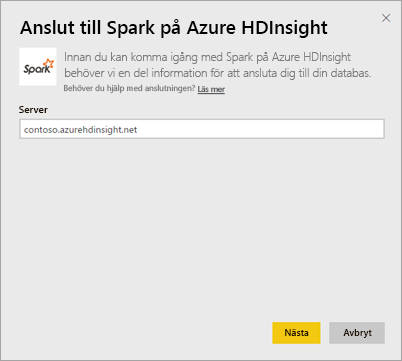 Anslut till Spark på Azure HDInsight
Spark
Innan du kan komma igång med Spark på Azure HDInsight
behöver vi en del information för att ansluta dig till din databas.
Behöver du hjälp med anslutningen? Läs mer
Server
contoso.azurehdinsight.net
Nästa Avbryt